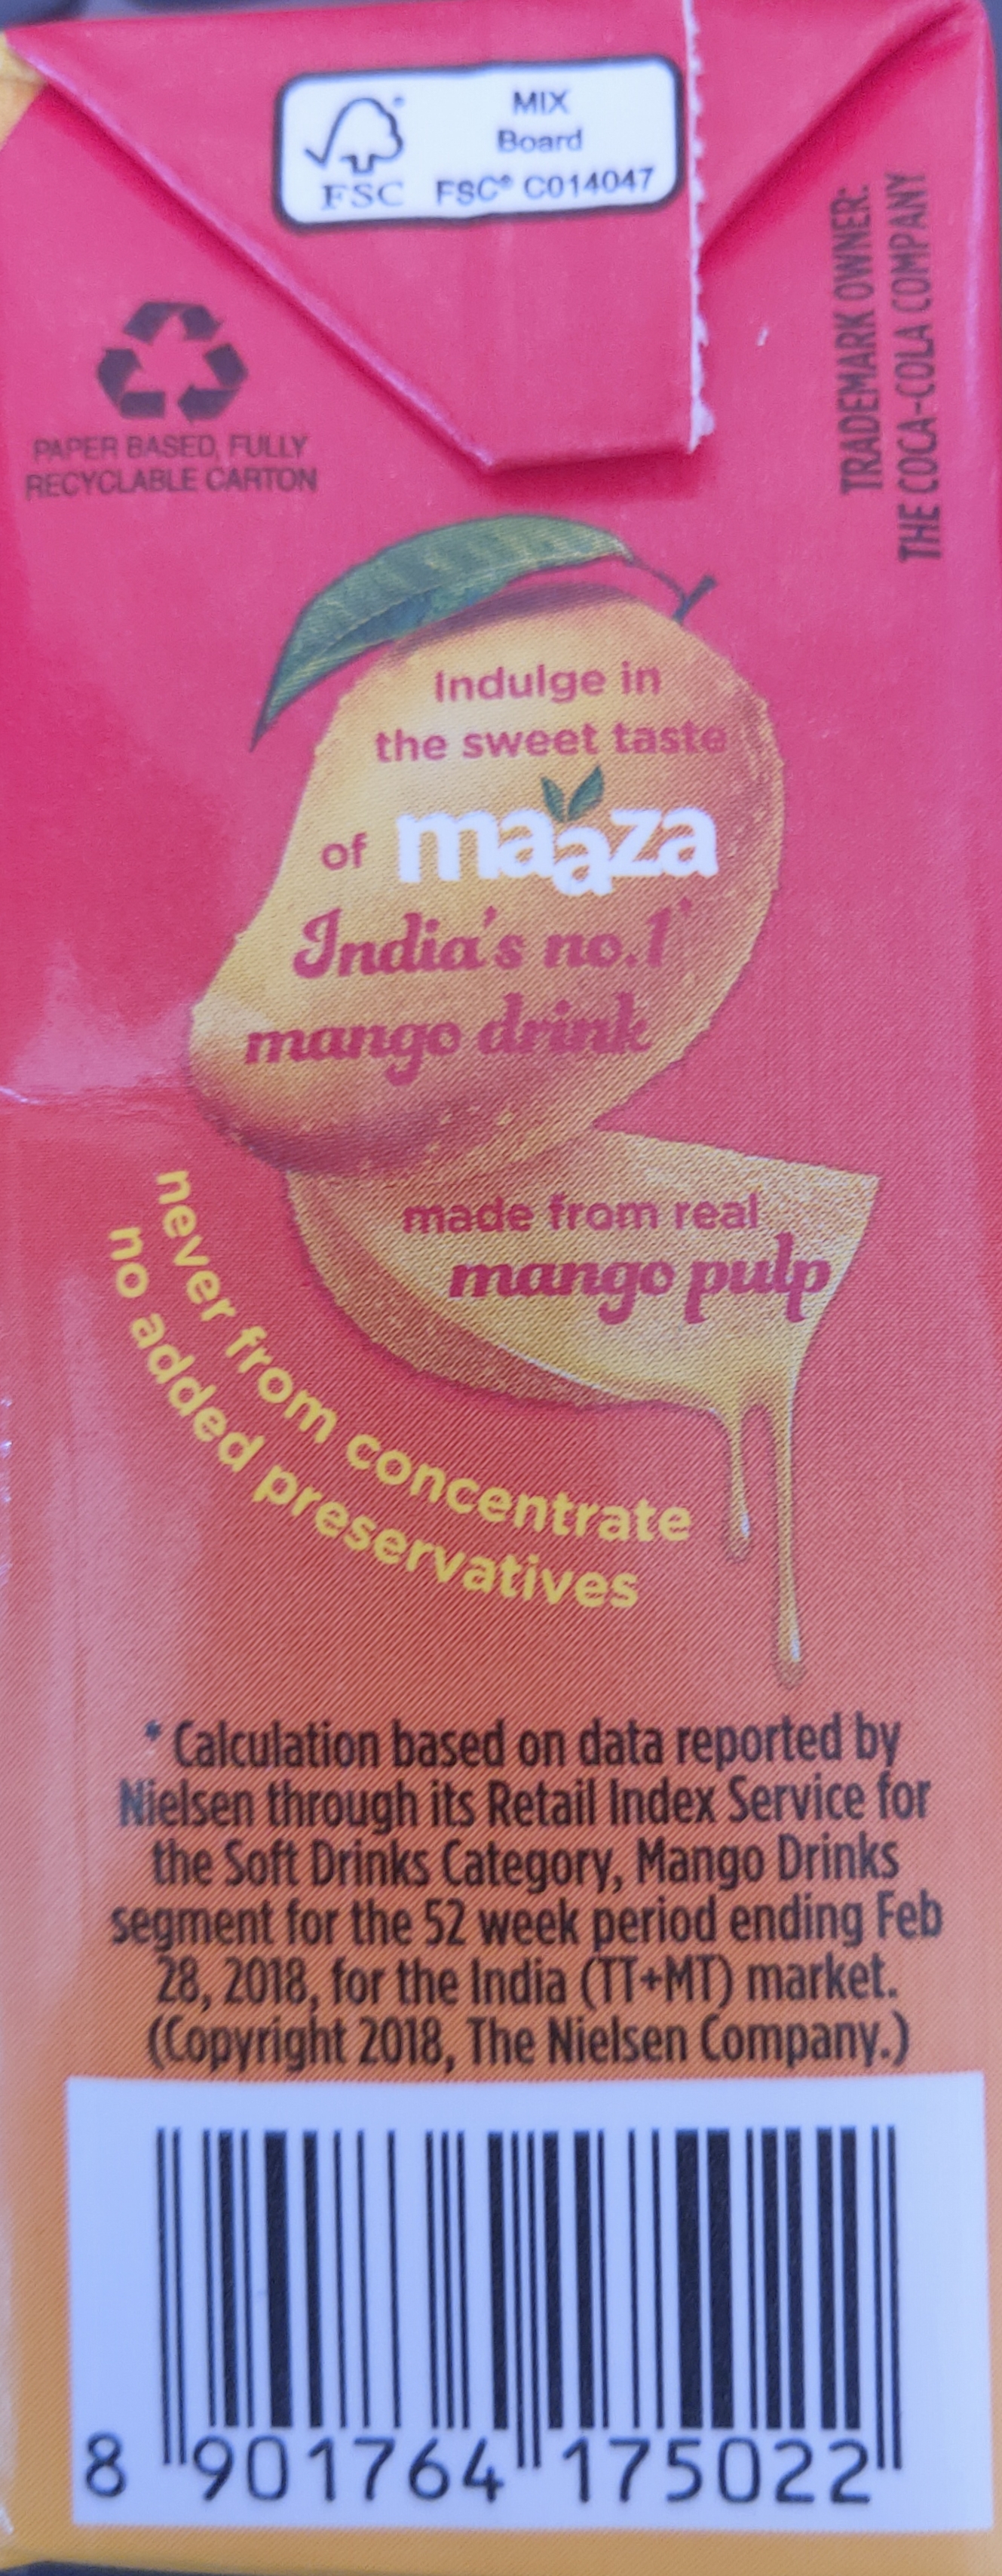 MIX
Board
FSC FSC® C014047
TRADEMARK OWNER:
THE COCA-COLA COMPANY
PAPER BASED, FULLY
RECYCLABLE CARTON
Indulge in
the sweet taste
of maaza
India's no.1*
mango drink
made from real
mango pulp
never from concentrate
no added preservatives
* Calculation based on data reported by
Nielsen through its Retail Index Service for
the Soft Drinks Category, Mango Drinks
segment for the 52 week period ending Feb
28, 2018, for the India (TT+MT) market.
(Copyright 2018, The Nielsen Company.)
8 901764 175022